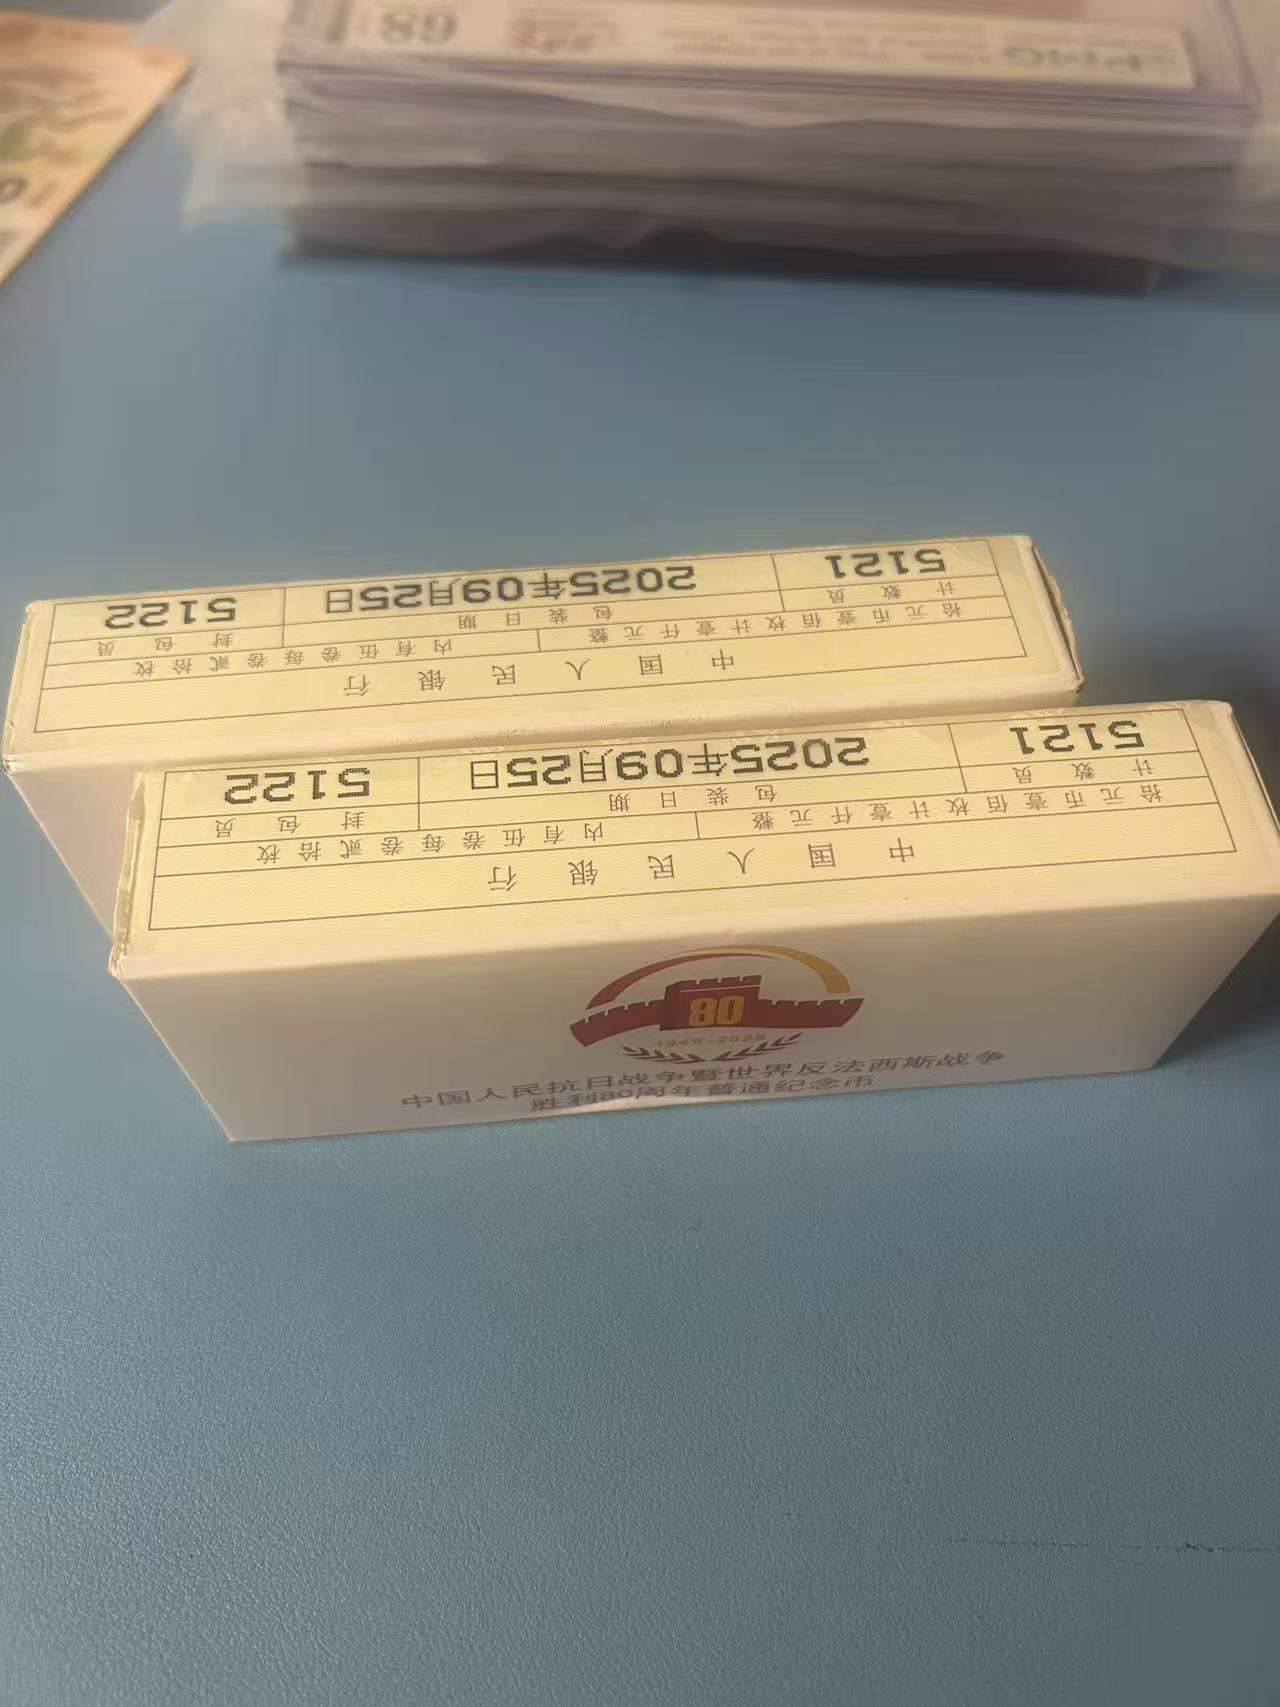 PMG
68
中国人民银行
拾元币壹佰枚计壹仟元整 内有伍卷每卷贰拾枚
计数员 包装日期 封包员
5121 2025年09月25日 5122
中国人民银行
拾元币壹佰枚计壹仟元整 内有伍卷每卷贰拾枚
计数员 包装日期 封包员
5121 2025年09月25日 5122
80
1945-2025
中国人民抗日战争暨世界反法西斯战争
胜利80周年普通纪念币